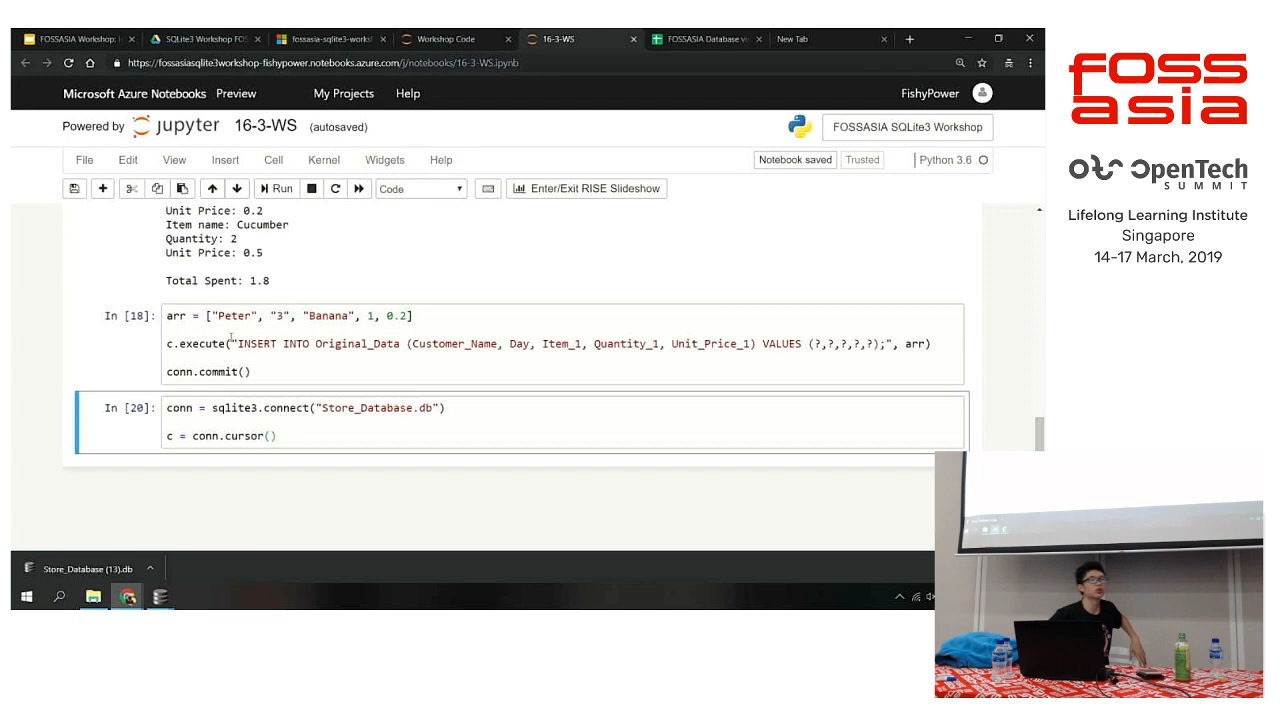 FOSSASIA Workshop: I
SQLite3 Workshop FOS
fossasia-sqlite3-worksh
Workshop Code
16-3-WS
FOSSASIA Database vis
New Tab
https://fossasiasqlite3workshop-fishypower.notebooks.azure.com/j/notebooks/16-3-WS.ipynb
Microsoft Azure Notebooks Preview My Projects Help FishyPower
Powered by jupyter 16-3-WS (autosaved) FOSSASIA SQLite3 Workshop
File Edit View Insert Cell Kernel Widgets Help Notebook saved Trusted Python 3.6
Run Code Enter/Exit RISE Slideshow
Unit Price: 0.2
Item name: Cucumber
Quantity: 2
Unit Price: 0.5
Total Spent: 1.8
In [18]: arr = ["Peter", "3", "Banana", 1, 0.2]
c.execute("INSERT INTO Original_Data (Customer_Name, Day, Item_1, Quantity_1, Unit_Price_1) VALUES (?,?,?,?,?);", arr)
conn.commit()
In [20]: conn = sqlite3.connect("Store_Database.db")
c = conn.cursor()
Store_Database (13).db
FOSS
asia
OpenTech
SUMMIT
Lifelong Learning Institute
Singapore
14-17 March, 2019